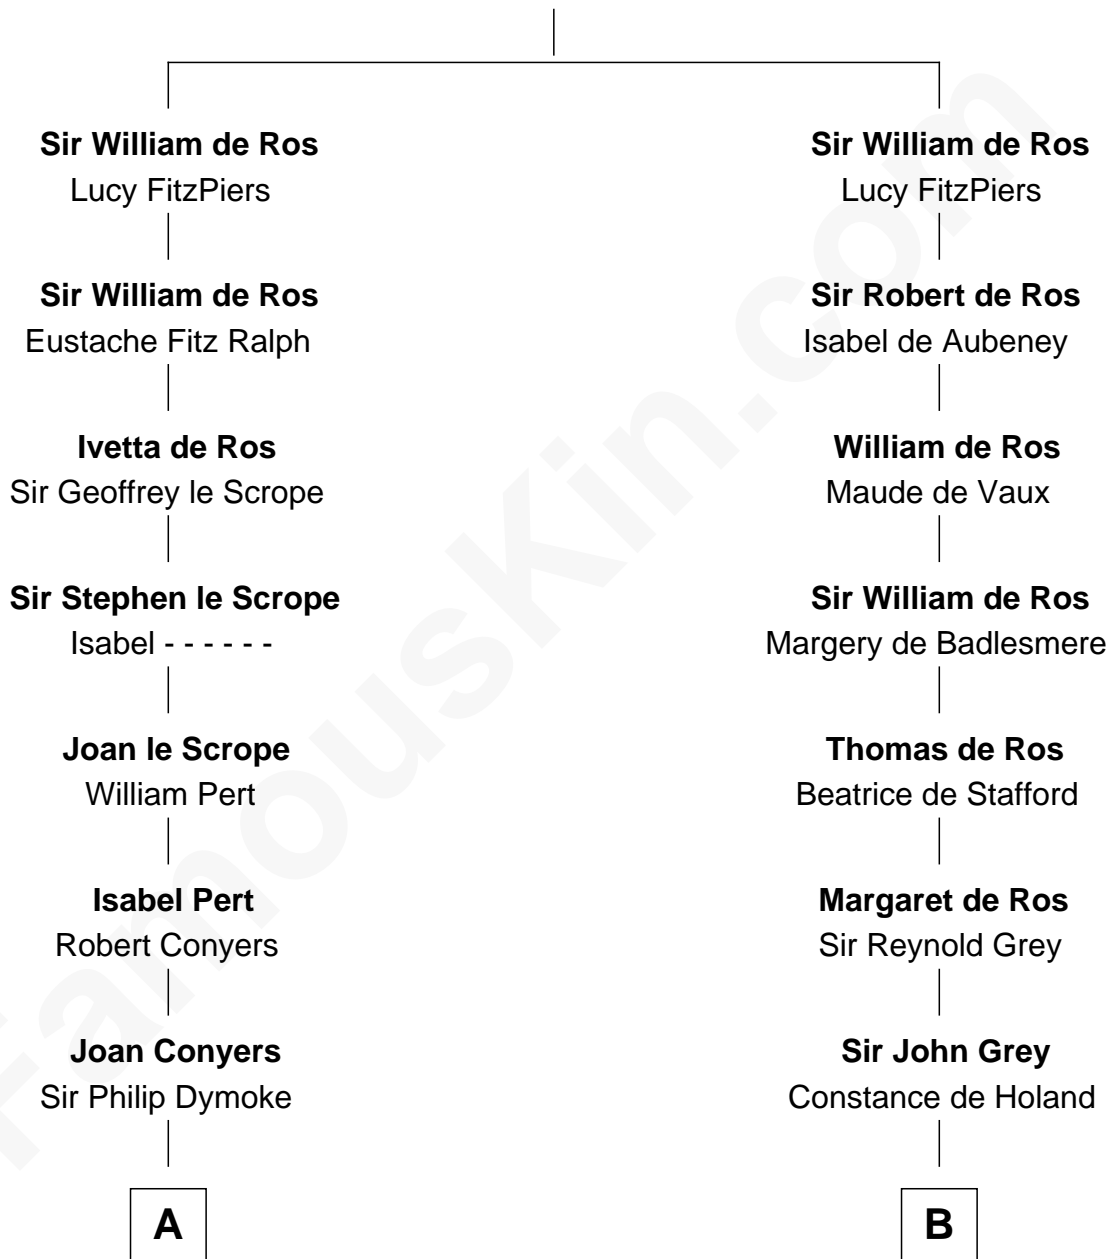 Sir William de Ros
Lucy FitzPiers
Sir William de Ros
Eustache Fitz Ralph
Ivetta de Ros
Sir Geoffrey le Scrope
Sir Stephen le Scrope
Isabel - - - - - -
Joan le Scrope
William Pert
Isabel Pert
Robert Conyers
Joan Conyers
Sir Philip Dymoke
A
Sir William de Ros
Lucy FitzPiers
Sir Robert de Ros
Isabel de Aubeney
William de Ros
Maude de Vaux
Sir William de Ros
Margery de Badlesmere
Thomas de Ros
Beatrice de Stafford
Margaret de Ros
Sir Reynold Grey
Sir John Grey
Constance de Holand
B
FamousKin.com